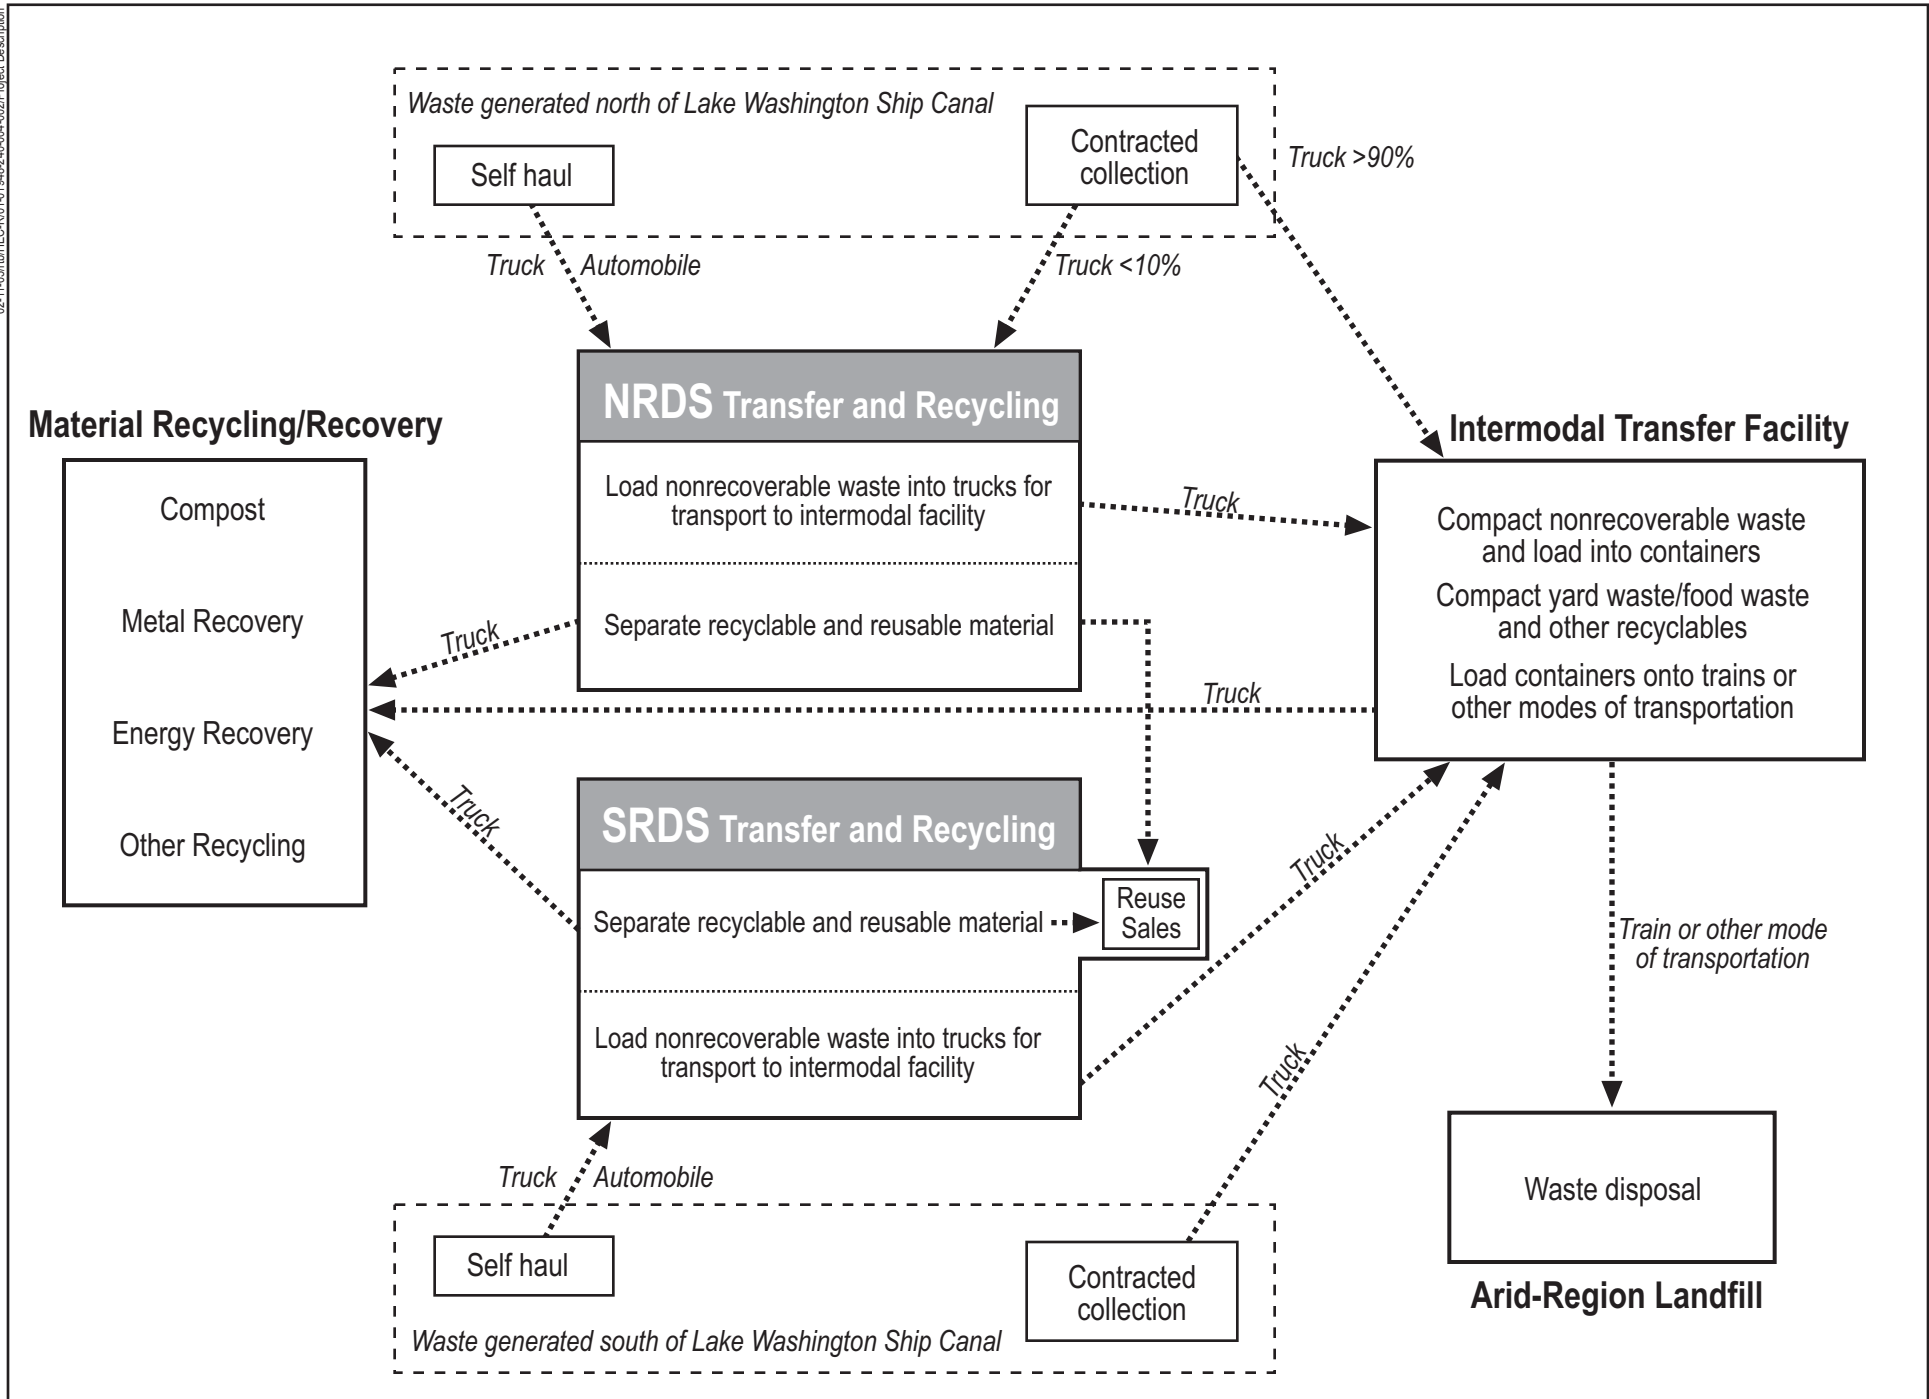 Waste generated north of Lake Washington Ship Canal
Self haul
Contracted
collection
Truck >90%
Truck
Automobile
Truck <10%
NRDS Transfer and Recycling
Load nonrecoverable waste into trucks for
transport to intermodal facility
Separate recyclable and reusable material
Material Recycling/Recovery
Compost
Metal Recovery
Energy Recovery
Other Recycling
Intermodal Transfer Facility
Compact nonrecoverable waste
and load into containers
Compact yard waste/food waste
and other recyclables
Load containers onto trains or
other modes of transportation
Truck
Truck
Truck
Truck
SRDS Transfer and Recycling
Separate recyclable and reusable material
Reuse
Sales
Load nonrecoverable waste into trucks for
transport to intermodal facility
Truck
Truck
Train or other mode
of transportation
Truck
Automobile
Self haul
Contracted
collection
Waste generated south of Lake Washington Ship Canal
Waste disposal
Arid-Region Landfill